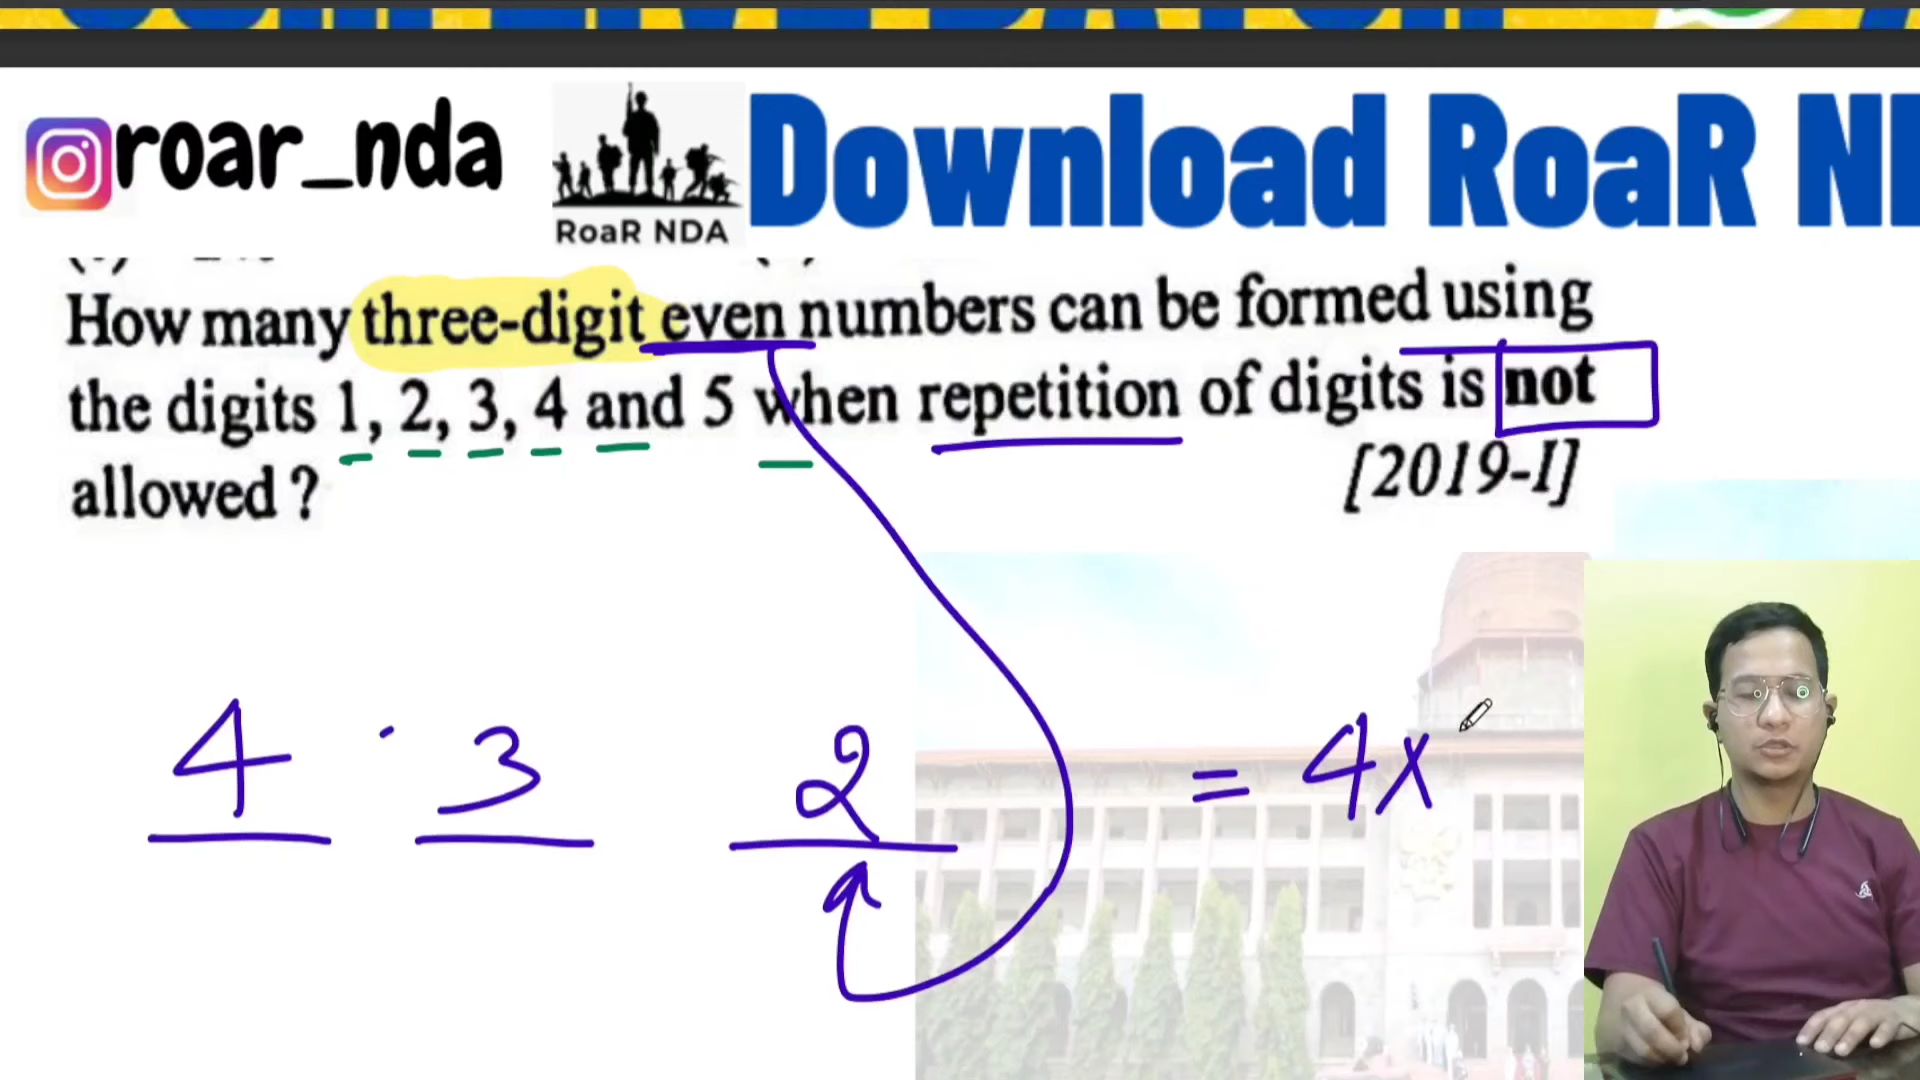 roar_nda
RoaR NDA
Download RoaR
How many three-digit even numbers can be formed using
the digits 1, 2, 3, 4 and 5 when repetition of digits is not
allowed ?
[2019-I]
4 · 3 2 = 4x